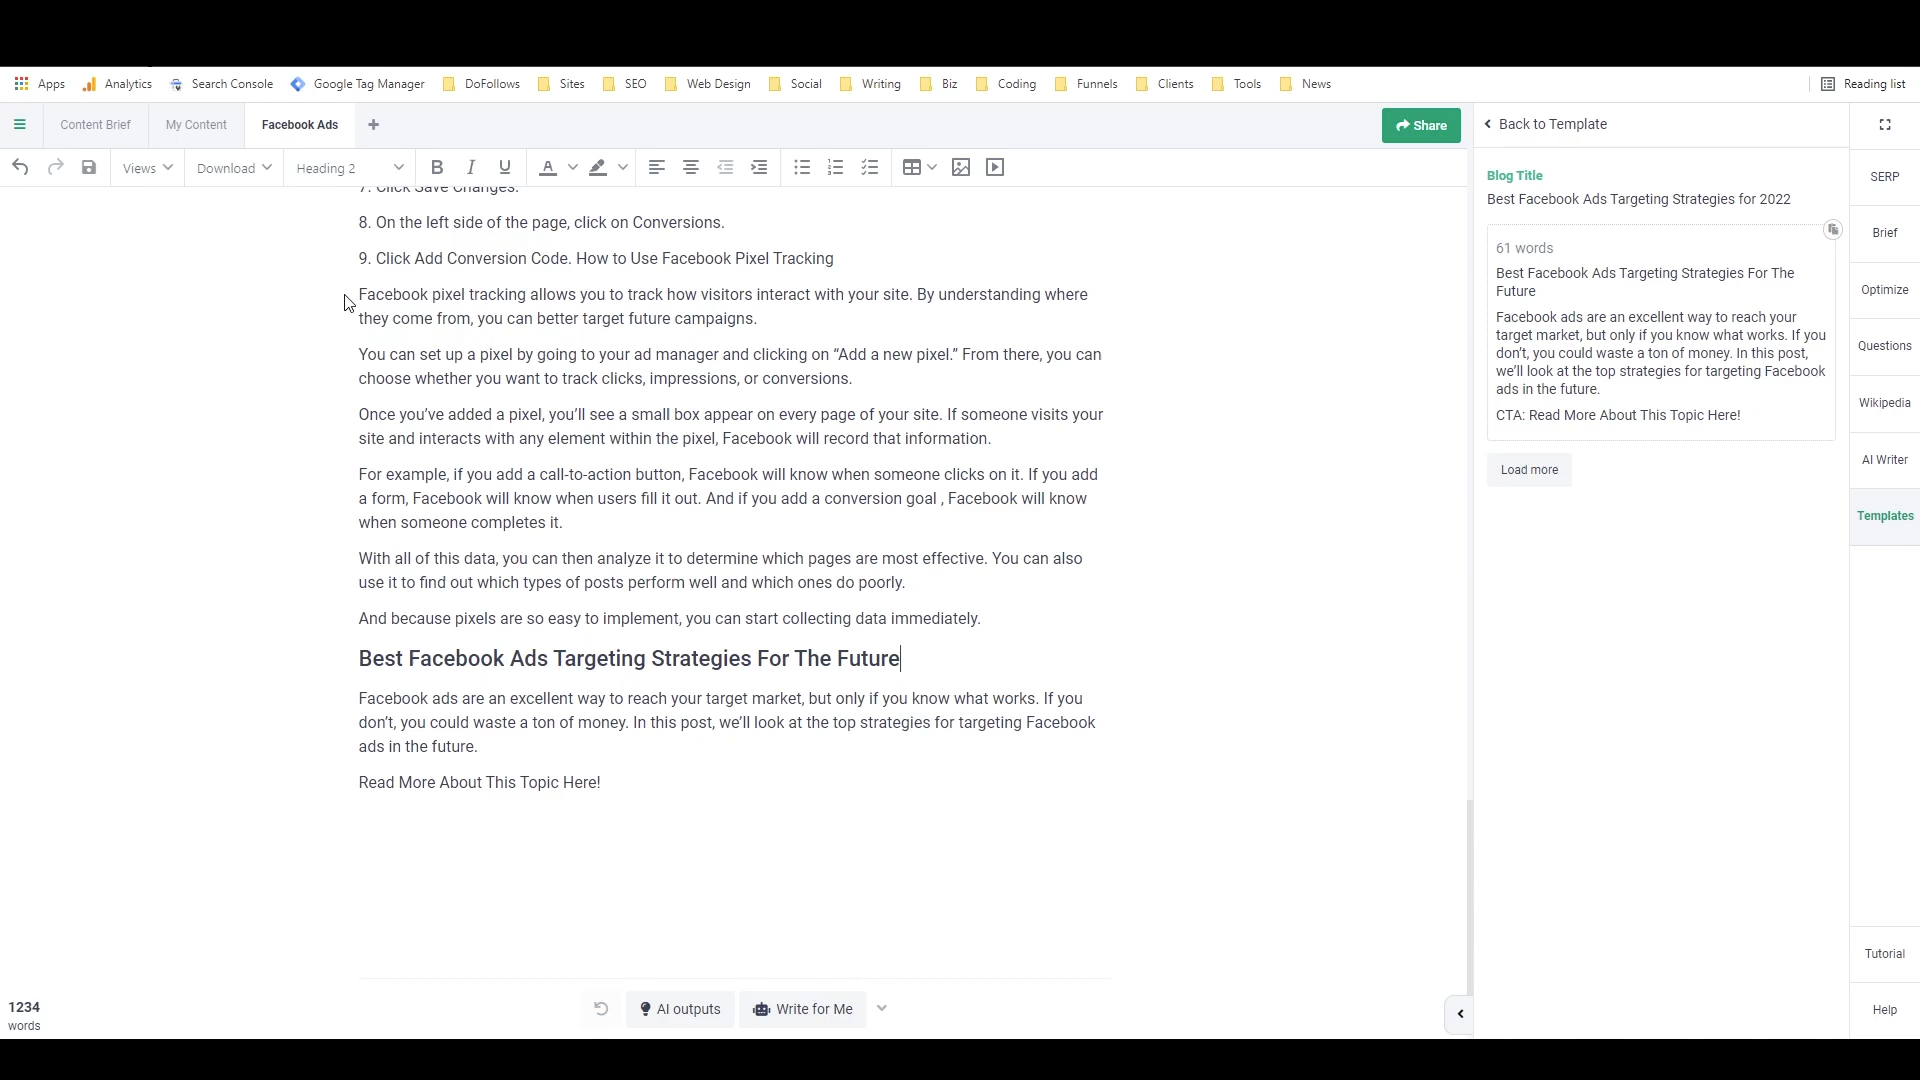 Apps Analytics Search Console Google Tag Manager DoFollows Sites SEO Web Design Social Writing Biz Coding Funnels Clients Tools News Reading list
Content Brief My Content Facebook Ads +
Share
Views Download Heading 2 B I U A
7. Click Save Changes.
8. On the left side of the page, click on Conversions.
9. Click Add Conversion Code. How to Use Facebook Pixel Tracking
Facebook pixel tracking allows you to track how visitors interact with your site. By understanding where
they come from, you can better target future campaigns.
You can set up a pixel by going to your ad manager and clicking on “Add a new pixel.” From there, you can
choose whether you want to track clicks, impressions, or conversions.
Once you’ve added a pixel, you’ll see a small box appear on every page of your site. If someone visits your
site and interacts with any element within the pixel, Facebook will record that information.
For example, if you add a call-to-action button, Facebook will know when someone clicks on it. If you add
a form, Facebook will know when users fill it out. And if you add a conversion goal , Facebook will know
when someone completes it.
With all of this data, you can then analyze it to determine which pages are most effective. You can also
use it to find out which types of posts perform well and which ones do poorly.
And because pixels are so easy to implement, you can start collecting data immediately.
Best Facebook Ads Targeting Strategies For The Future
Facebook ads are an excellent way to reach your target market, but only if you know what works. If you
don’t, you could waste a ton of money. In this post, we’ll look at the top strategies for targeting Facebook
ads in the future.
Read More About This Topic Here!
1234
words
AI outputs Write for Me
Back to Template
Blog Title
Best Facebook Ads Targeting Strategies for 2022
61 words
Best Facebook Ads Targeting Strategies For The
Future
Facebook ads are an excellent way to reach your
target market, but only if you know what works. If you
don’t, you could waste a ton of money. In this post,
we’ll look at the top strategies for targeting Facebook
ads in the future.
CTA: Read More About This Topic Here!
Load more
SERP
Brief
Optimize
Questions
Wikipedia
AI Writer
Templates
Tutorial
Help